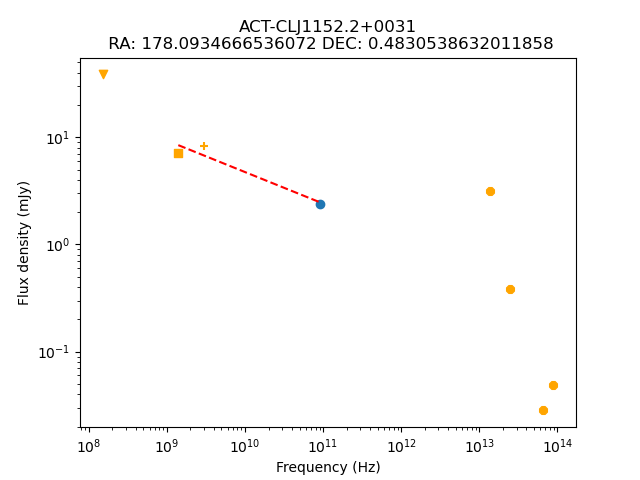 ACT-CLJ1152.2+0031
RA: 178.0934666536072 DEC: 0.4830538632011858
Flux density (mJy)
10¹
10⁰
10⁻¹
10⁸ 10⁹ 10¹⁰ 10¹¹ 10¹² 10¹³ 10¹⁴
Frequency (Hz)